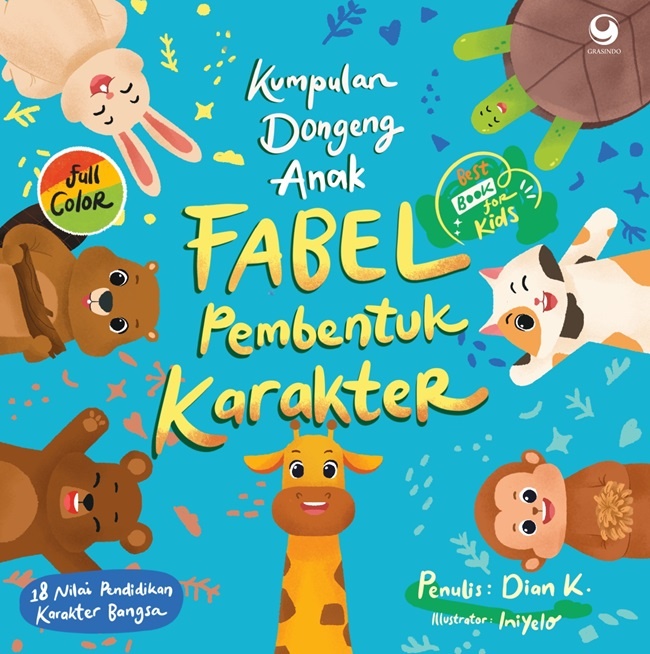 GRASINDO
Kumpulan
Dongeng
Anak
Full
Color
Best
BOOK
FOR
Kids
FABEL
Pembentuk
Karakter
18 Nilai Pendidikan
Karakter Bangsa
Penulis: Dian K.
Illustrator: Iniyelo